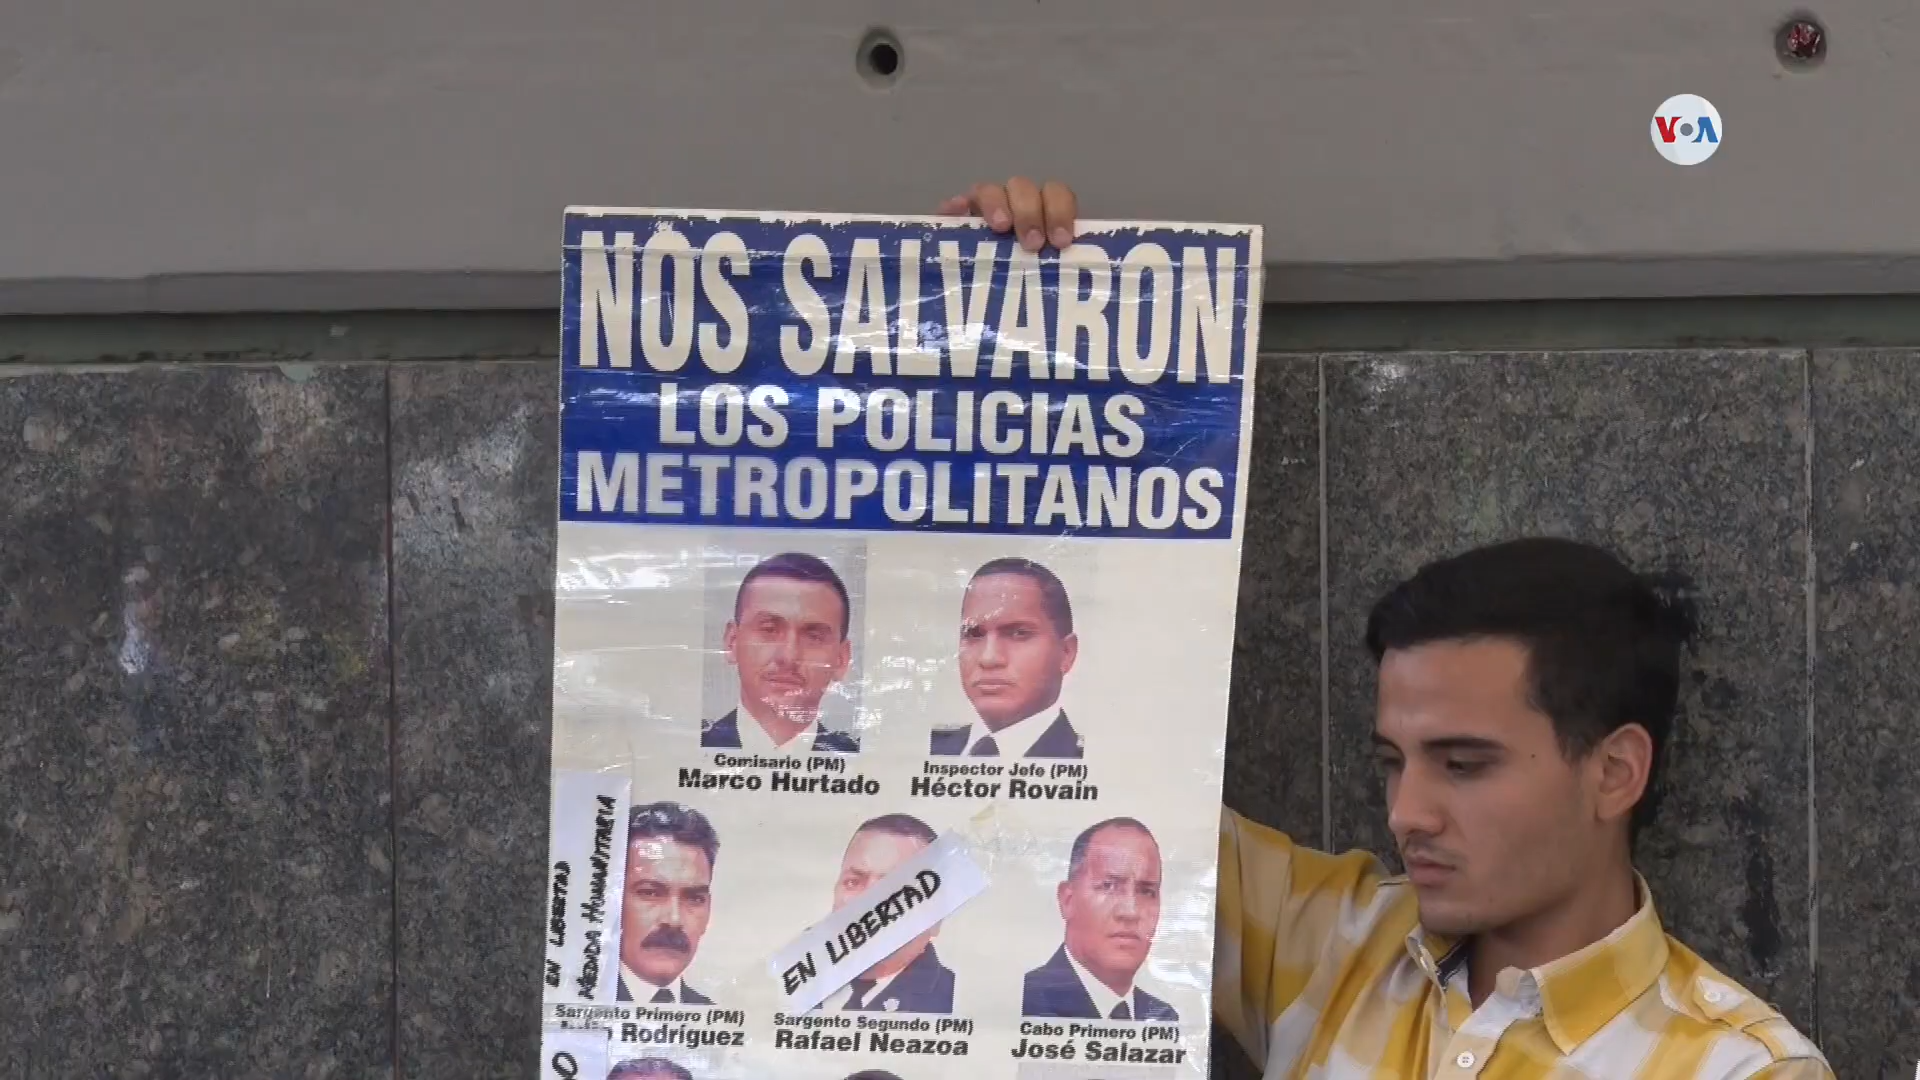 VOA
NOS SALVARON
LOS POLICIAS
METROPOLITANOS
Comisario (PM)
Marco Hurtado
Inspector Jefe (PM)
Héctor Rovain
EN LIBERTAD
MEDIDA HUMANITARIA
EN LIBERTAD
Sargento Primero (PM)
Rodríguez
Sargento Segundo (PM)
Rafael Neazoa
Cabo Primero (PM)
José Salazar